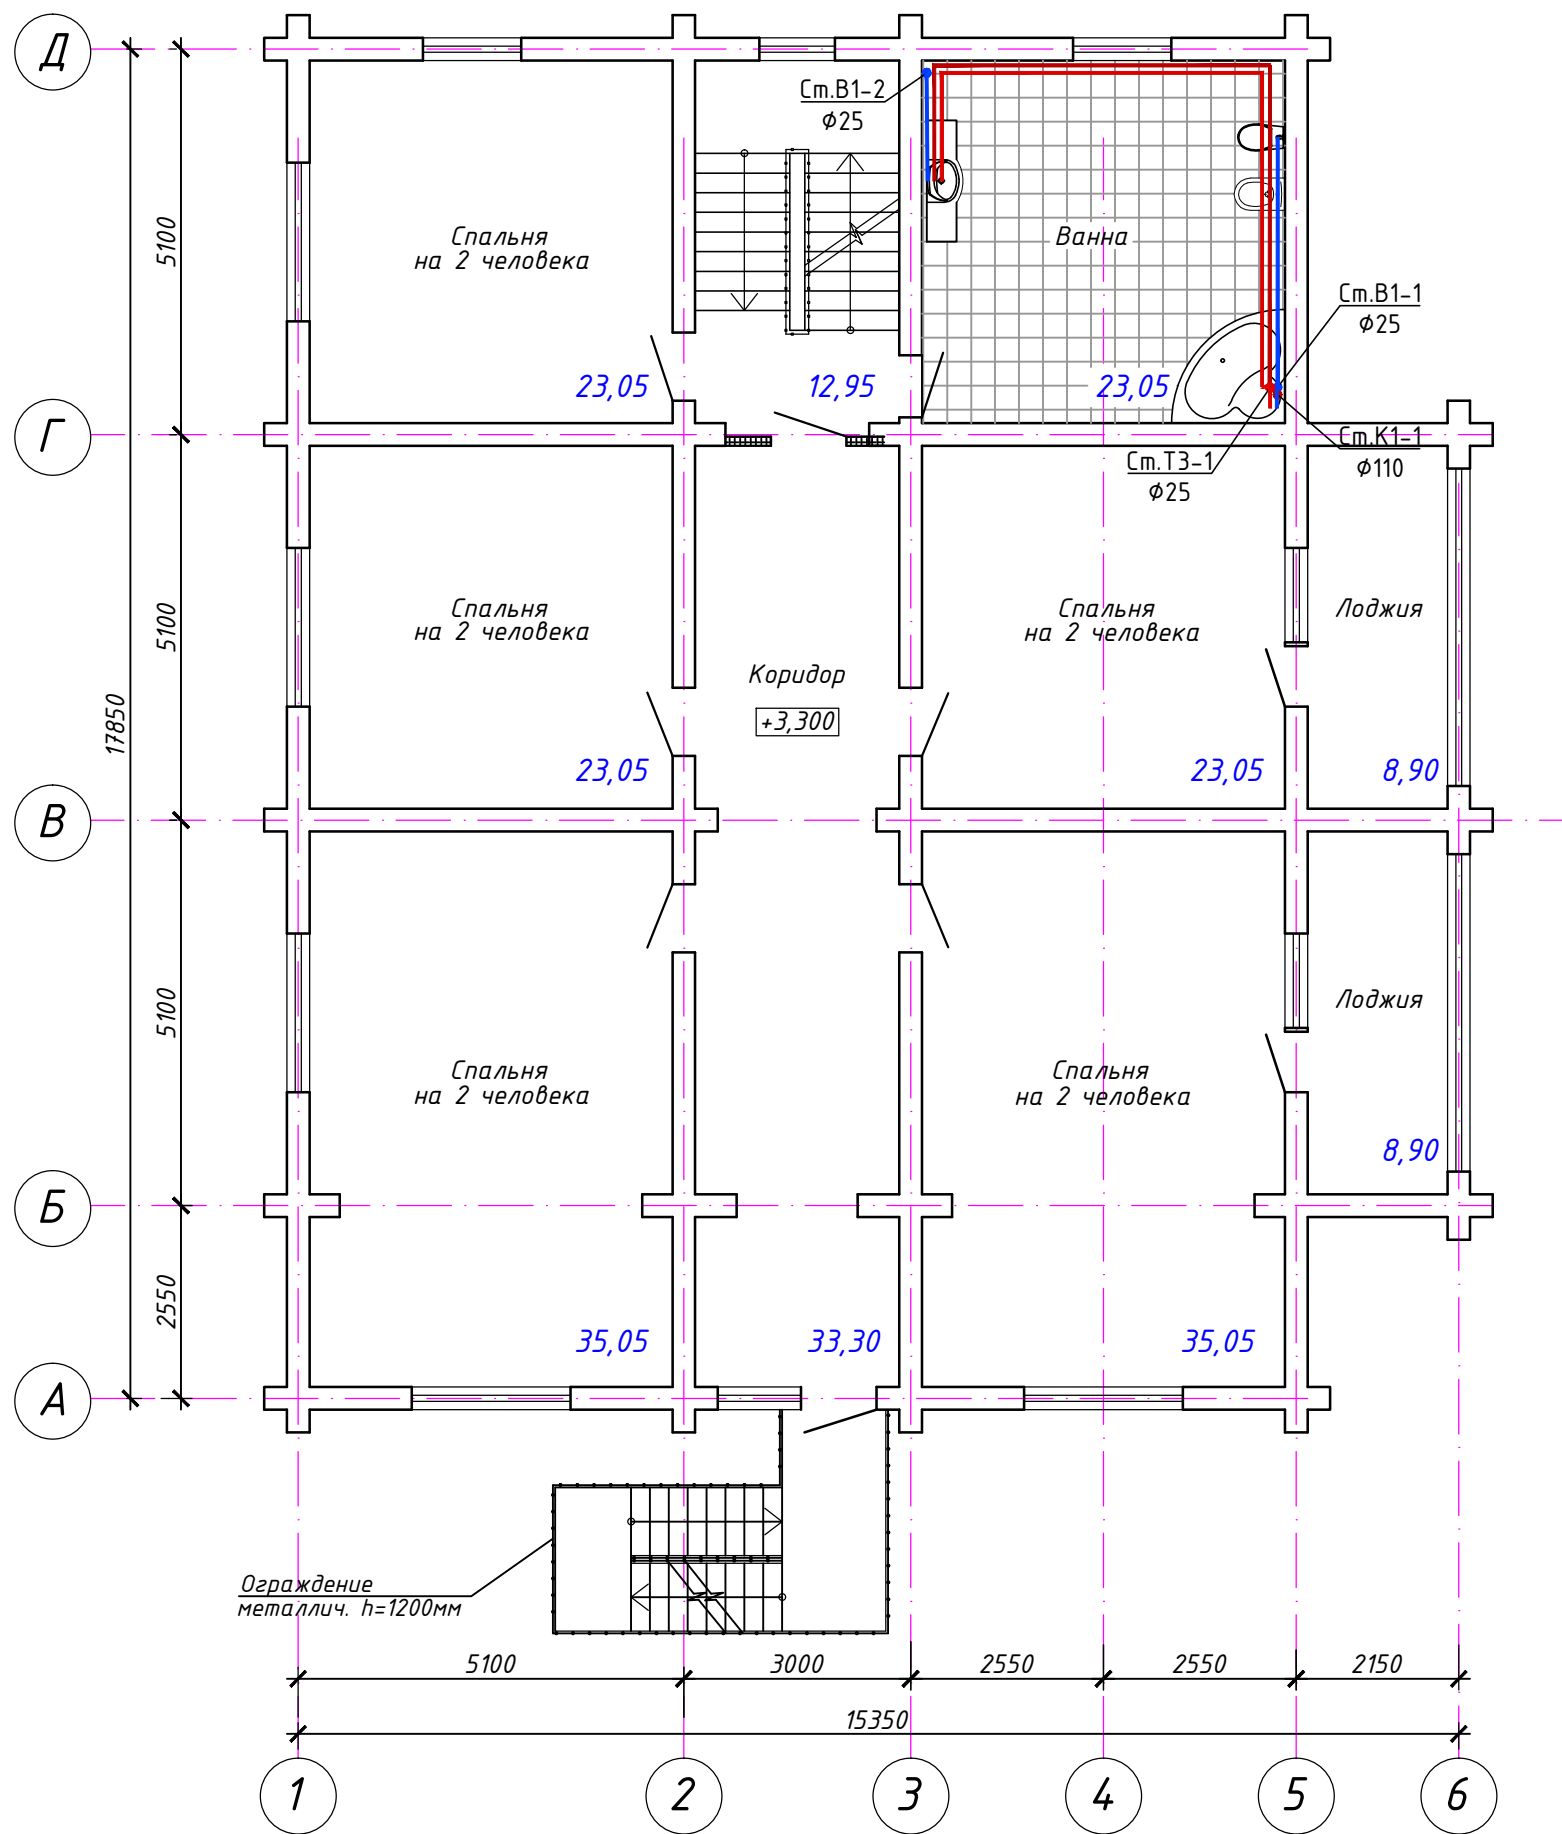 Д
Ст.В1-2
ϕ25
5100
Спальня
на 2 человека
Ванна
Ст.В1-1
ϕ25
23,05
12,95
23,05
Г
Ст.К1-1
ϕ110
Ст.Т3-1
ϕ25
5100
Спальня
на 2 человека
Спальня
на 2 человека
Лоджия
Коридор
+3,300
17850
23,05
23,05
8,90
В
5100
Лоджия
Спальня
на 2 человека
Спальня
на 2 человека
8,90
Б
2550
35,05
33,30
35,05
А
Ограждение
металлич. h=1200мм
5100
3000
2550
2550
2150
15350
1
2
3
4
5
6